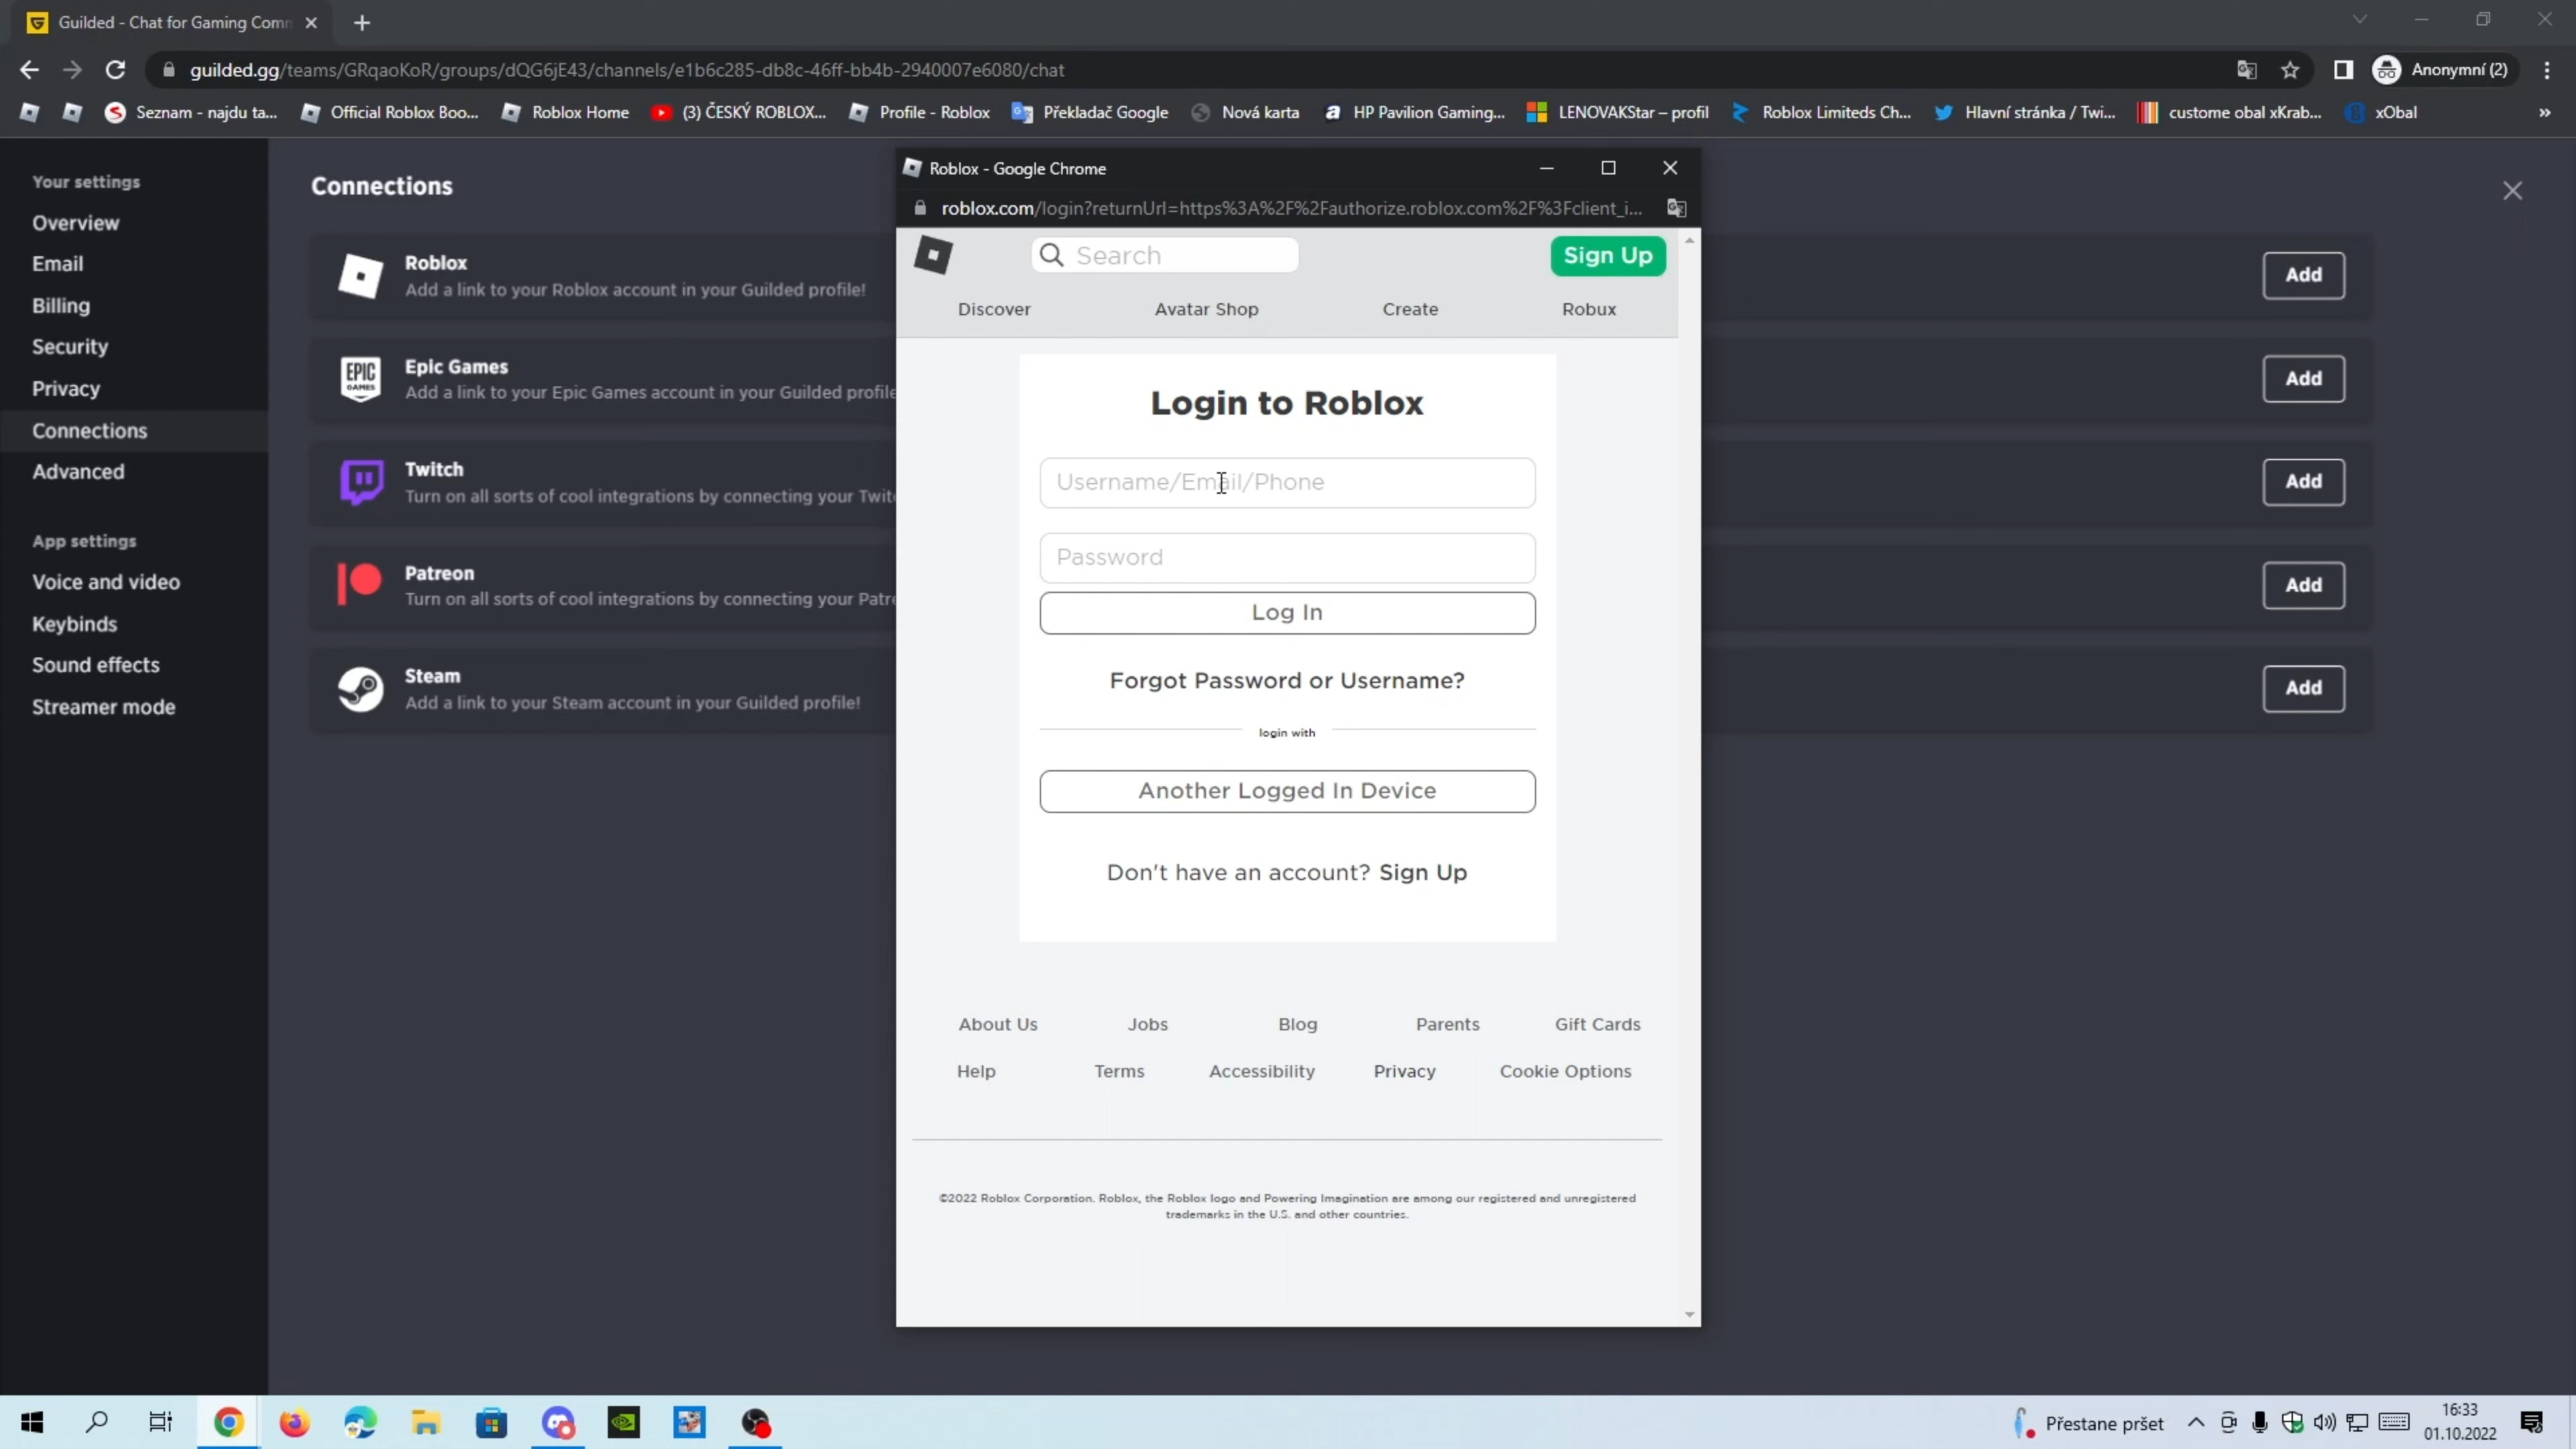 Guilded - Chat for Gaming Comm
guilded.gg/teams/GRqaoKoR/groups/dQG6jE43/channels/e1b6c285-db8c-46ff-bb4b-2940007e6080/chat
Anonymní (2)
Seznam - najdu ta...
Official Roblox Boo...
Roblox Home
(3) ČESKÝ ROBLOX...
Profile - Roblox
Překladač Google
Nová karta
HP Pavilion Gaming...
LENOVAKStar – profil
Roblox Limiteds Ch...
Hlavní stránka / Twi...
custome obal xKrab...
xObal
»
Your settings
Overview
Email
Billing
Security
Privacy
Connections
Advanced
App settings
Voice and video
Keybinds
Sound effects
Streamer mode
Connections
Roblox
Add a link to your Roblox account in your Guilded profile!
Add
EPIC
GAMES
Epic Games
Add a link to your Epic Games account in your Guilded profile
Add
Twitch
Turn on all sorts of cool integrations by connecting your Twitc
Add
Patreon
Turn on all sorts of cool integrations by connecting your Patre
Add
Steam
Add a link to your Steam account in your Guilded profile!
Add
Roblox - Google Chrome
roblox.com/login?returnUrl=https%3A%2F%2Fauthorize.roblox.com%2F%3Fclient_i...
Search
Sign Up
Discover
Avatar Shop
Create
Robux
Login to Roblox
Username/Email/Phone
Password
Log In
Forgot Password or Username?
login with
Another Logged In Device
Don't have an account? Sign Up
About Us
Jobs
Blog
Parents
Gift Cards
Help
Terms
Accessibility
Privacy
Cookie Options
©2022 Roblox Corporation. Roblox, the Roblox logo and Powering Imagination are among our registered and unregistered
trademarks in the U.S. and other countries.
Přestane pršet
16:33
01.10.2022